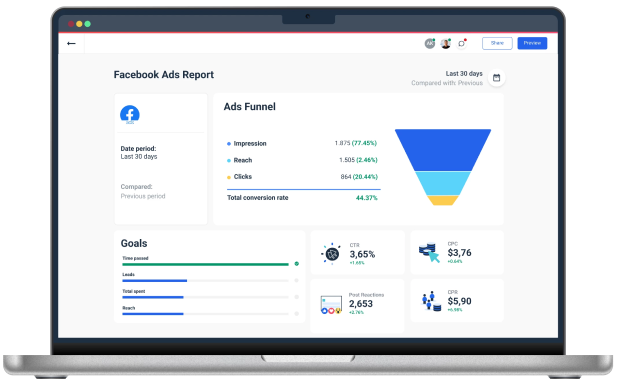 AK
Share
Preview
Facebook Ads Report
Last 30 days
Compared with: Previous
ADS
Date period:
Last 30 days
Compared:
Previous period
Ads Funnel
Impression 1.875 (77.45%)
Reach 1.505 (2.46%)
Clicks 864 (20.44%)
Total conversion rate 44.37%
Goals
Time passed
Leads
Total spent
Reach
CTR
3,65%
+1.65%
CPC
$3,76
+0.64%
Post Reactions
2,653
+2.76%
CPR
$5,90
+6.98%